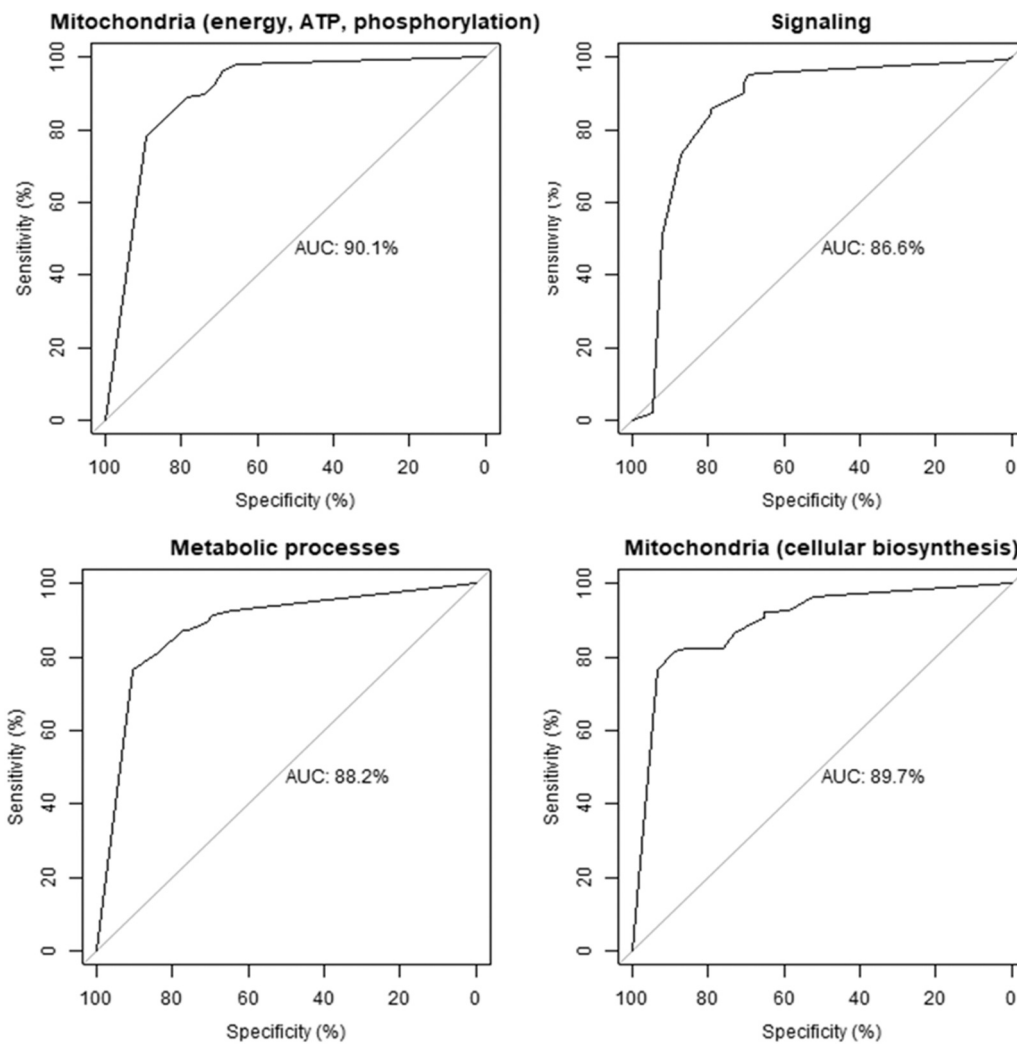 Mitochondria (energy, ATP, phosphorylation)
Sensitivity (%)
100
80
60
40
20
0
AUC: 90.1%
100 80 60 40 20 0
Specificity (%)
Signaling
Sensitivity (%)
100
80
60
40
20
0
AUC: 86.6%
100 80 60 40 20 0
Specificity (%)
Metabolic processes
Sensitivity (%)
100
80
60
40
20
0
AUC: 88.2%
100 80 60 40 20 0
Specificity (%)
Mitochondria (cellular biosynthesis)
Sensitivity (%)
100
80
60
40
20
0
AUC: 89.7%
100 80 60 40 20 0
Specificity (%)